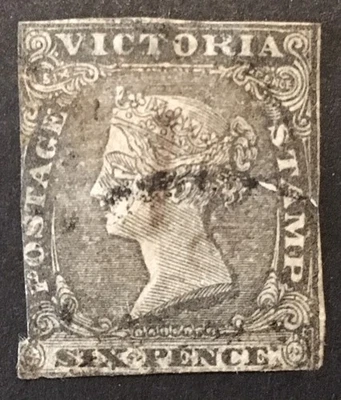 VICTORIA
POSTAGE
STAMP
SIX PENCE